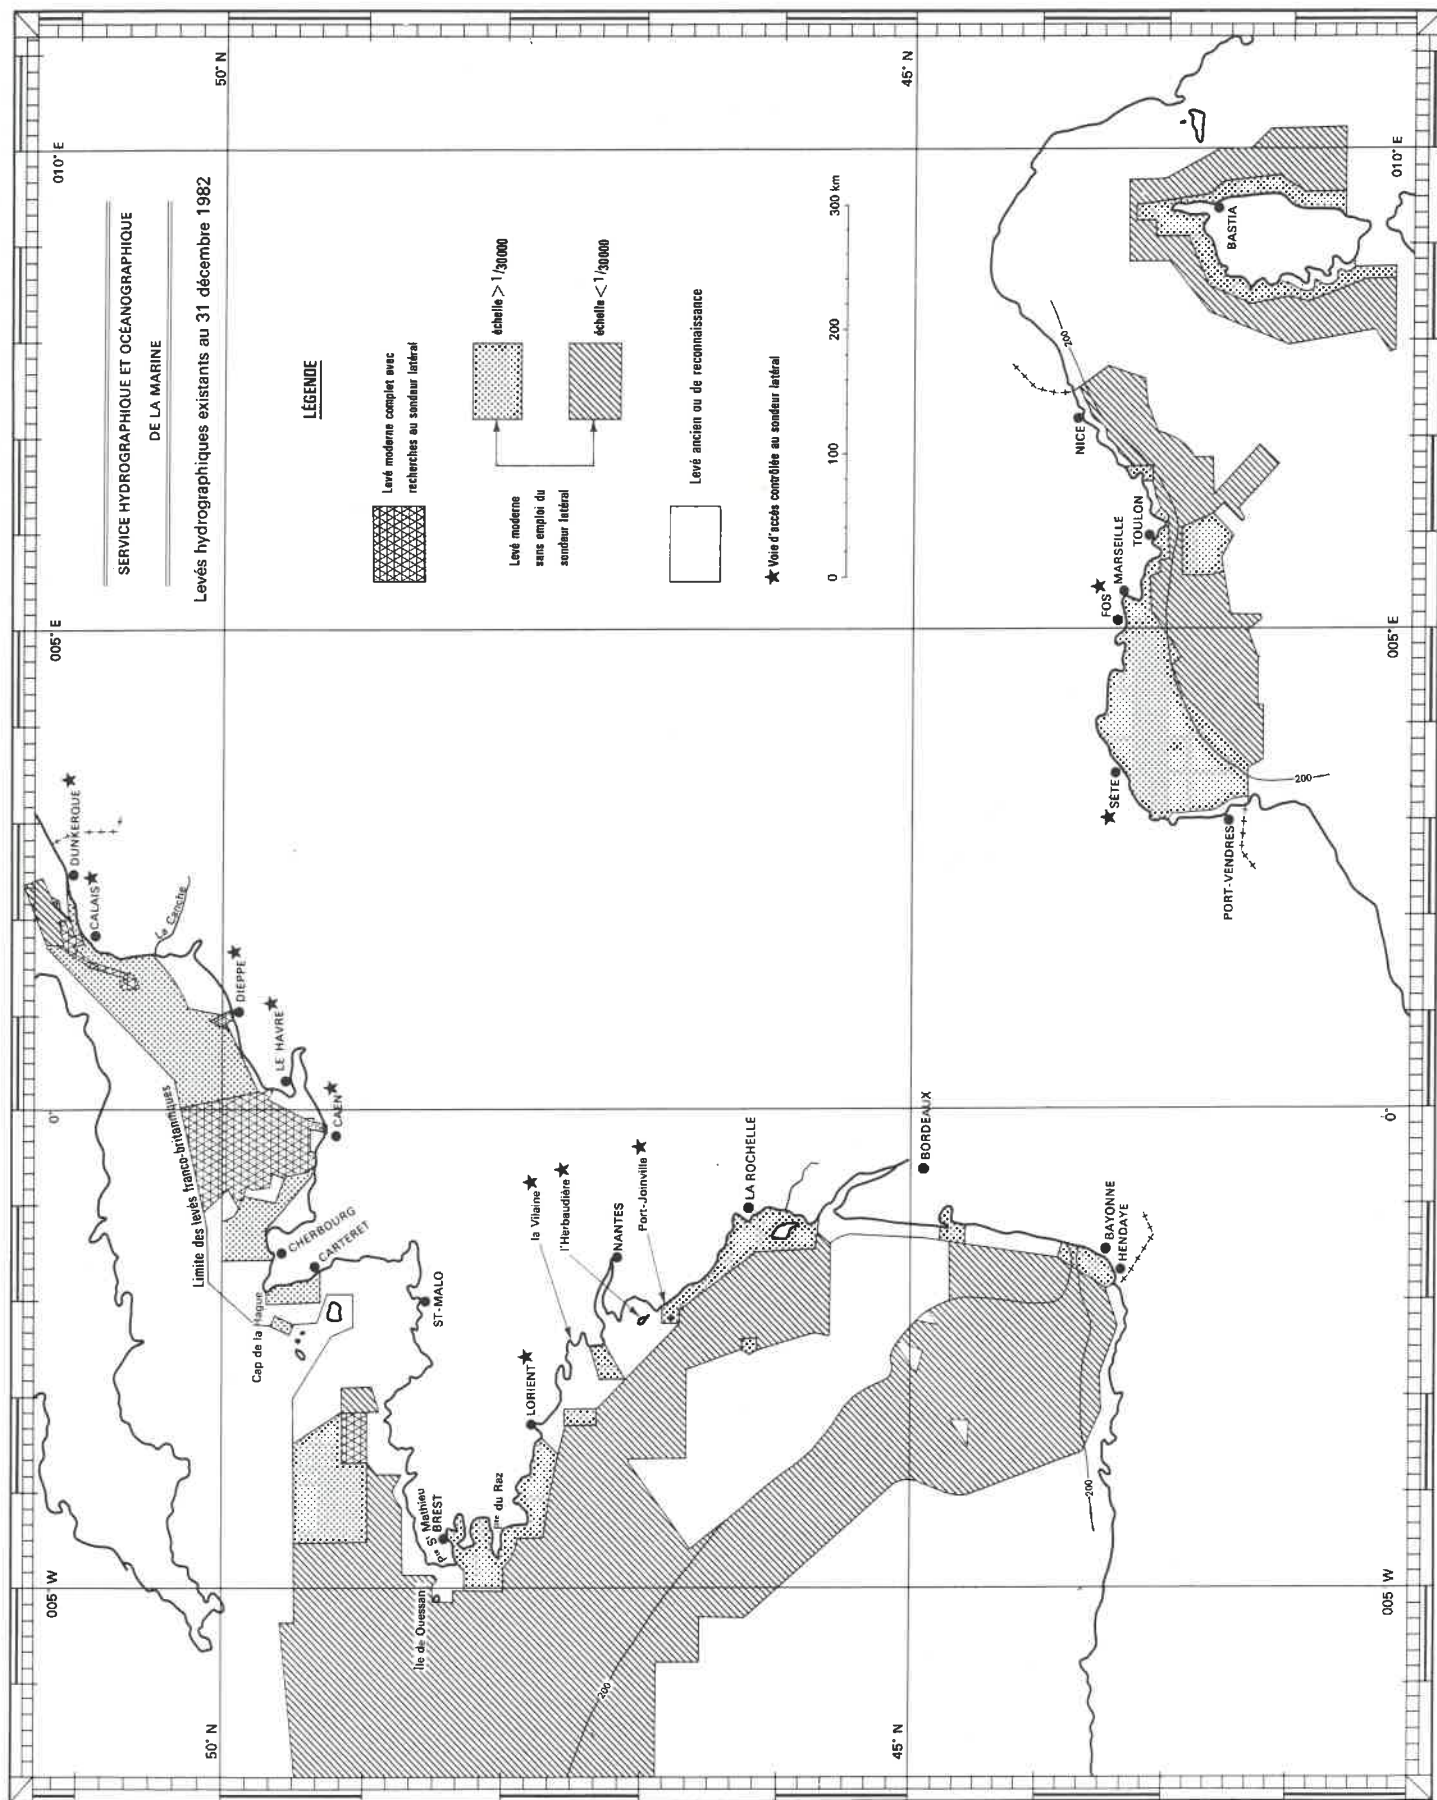 SERVICE HYDROGRAPHIQUE ET OCÉANOGRAPHIQUE
DE LA MARINE
Levés hydrographiques existants au 31 décembre 1982
LÉGENDE
Levé moderne complet avec
recherches au sondeur latéral
Levé moderne
sans emploi du
sondeur latéral
échelle > 1/30000
échelle < 1/30000
Levé ancien ou de reconnaissance
★ Voie d'accès contrôlée au sondeur latéral
0 100 200 300 km
005° W
0°
005° E
010° E
50° N
50° N
45° N
45° N
005° W
0°
005° E
010° E
DUNKERQUE ★
CALAIS ★
La Canche
DIEPPE ★
LE HAVRE ★
CAEN ★
Limite des levés franco-britanniques
CHERBOURG
CARTERET
Cap de la Hague
ST-MALO
Île de Ouessant
Pte St Mathieu
BREST
du Raz
LORIENT ★
la Vilaine ★
l'Herbaudière ★
NANTES
Port-Joinville ★
LA ROCHELLE
BORDEAUX
BAYONNE
HENDAYE
200
200
PORT-VENDRES
★ SÈTE
FOS ★
MARSEILLE
TOULON
NICE
200
200
BASTIA